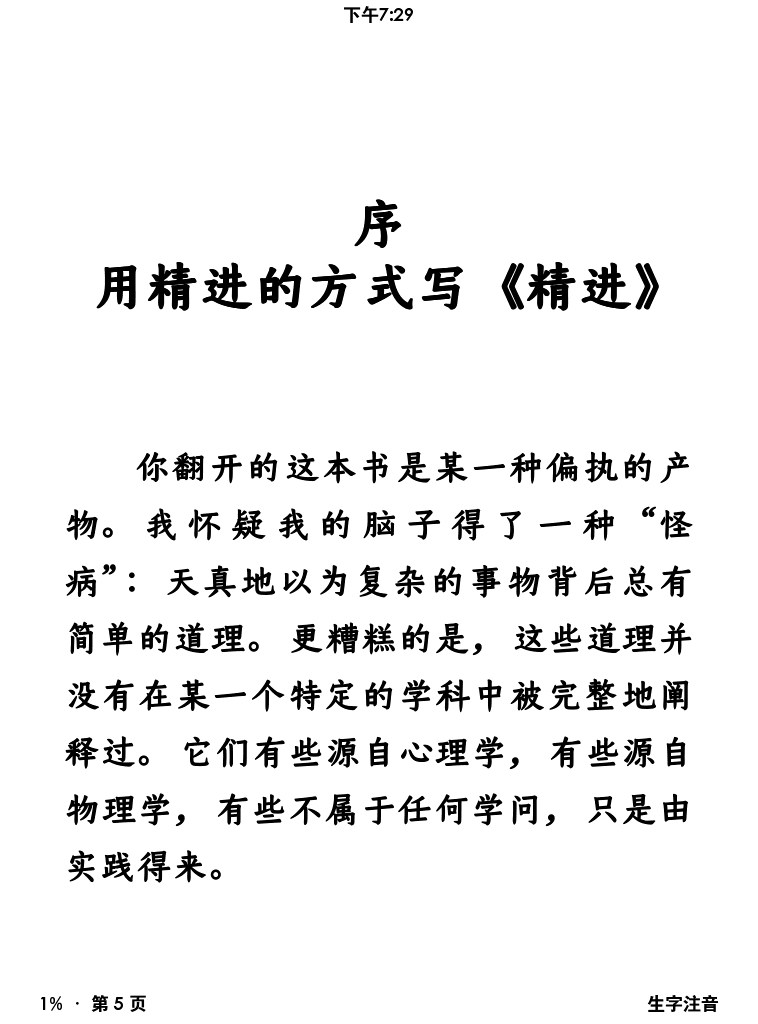 下午7:29
序
用精进的方式写《精进》
你翻开的这本书是某一种偏执的产
物。我怀疑我的脑子得了一种“怪
病”：天真地以为复杂的事物背后总有
简单的道理。更糟糕的是，这些道理并
没有在某一个特定的学科中被完整地阐
释过。它们有些源自心理学，有些源自
物理学，有些不属于任何学问，只是由
实践得来。
1% · 第 5 页
生字注音